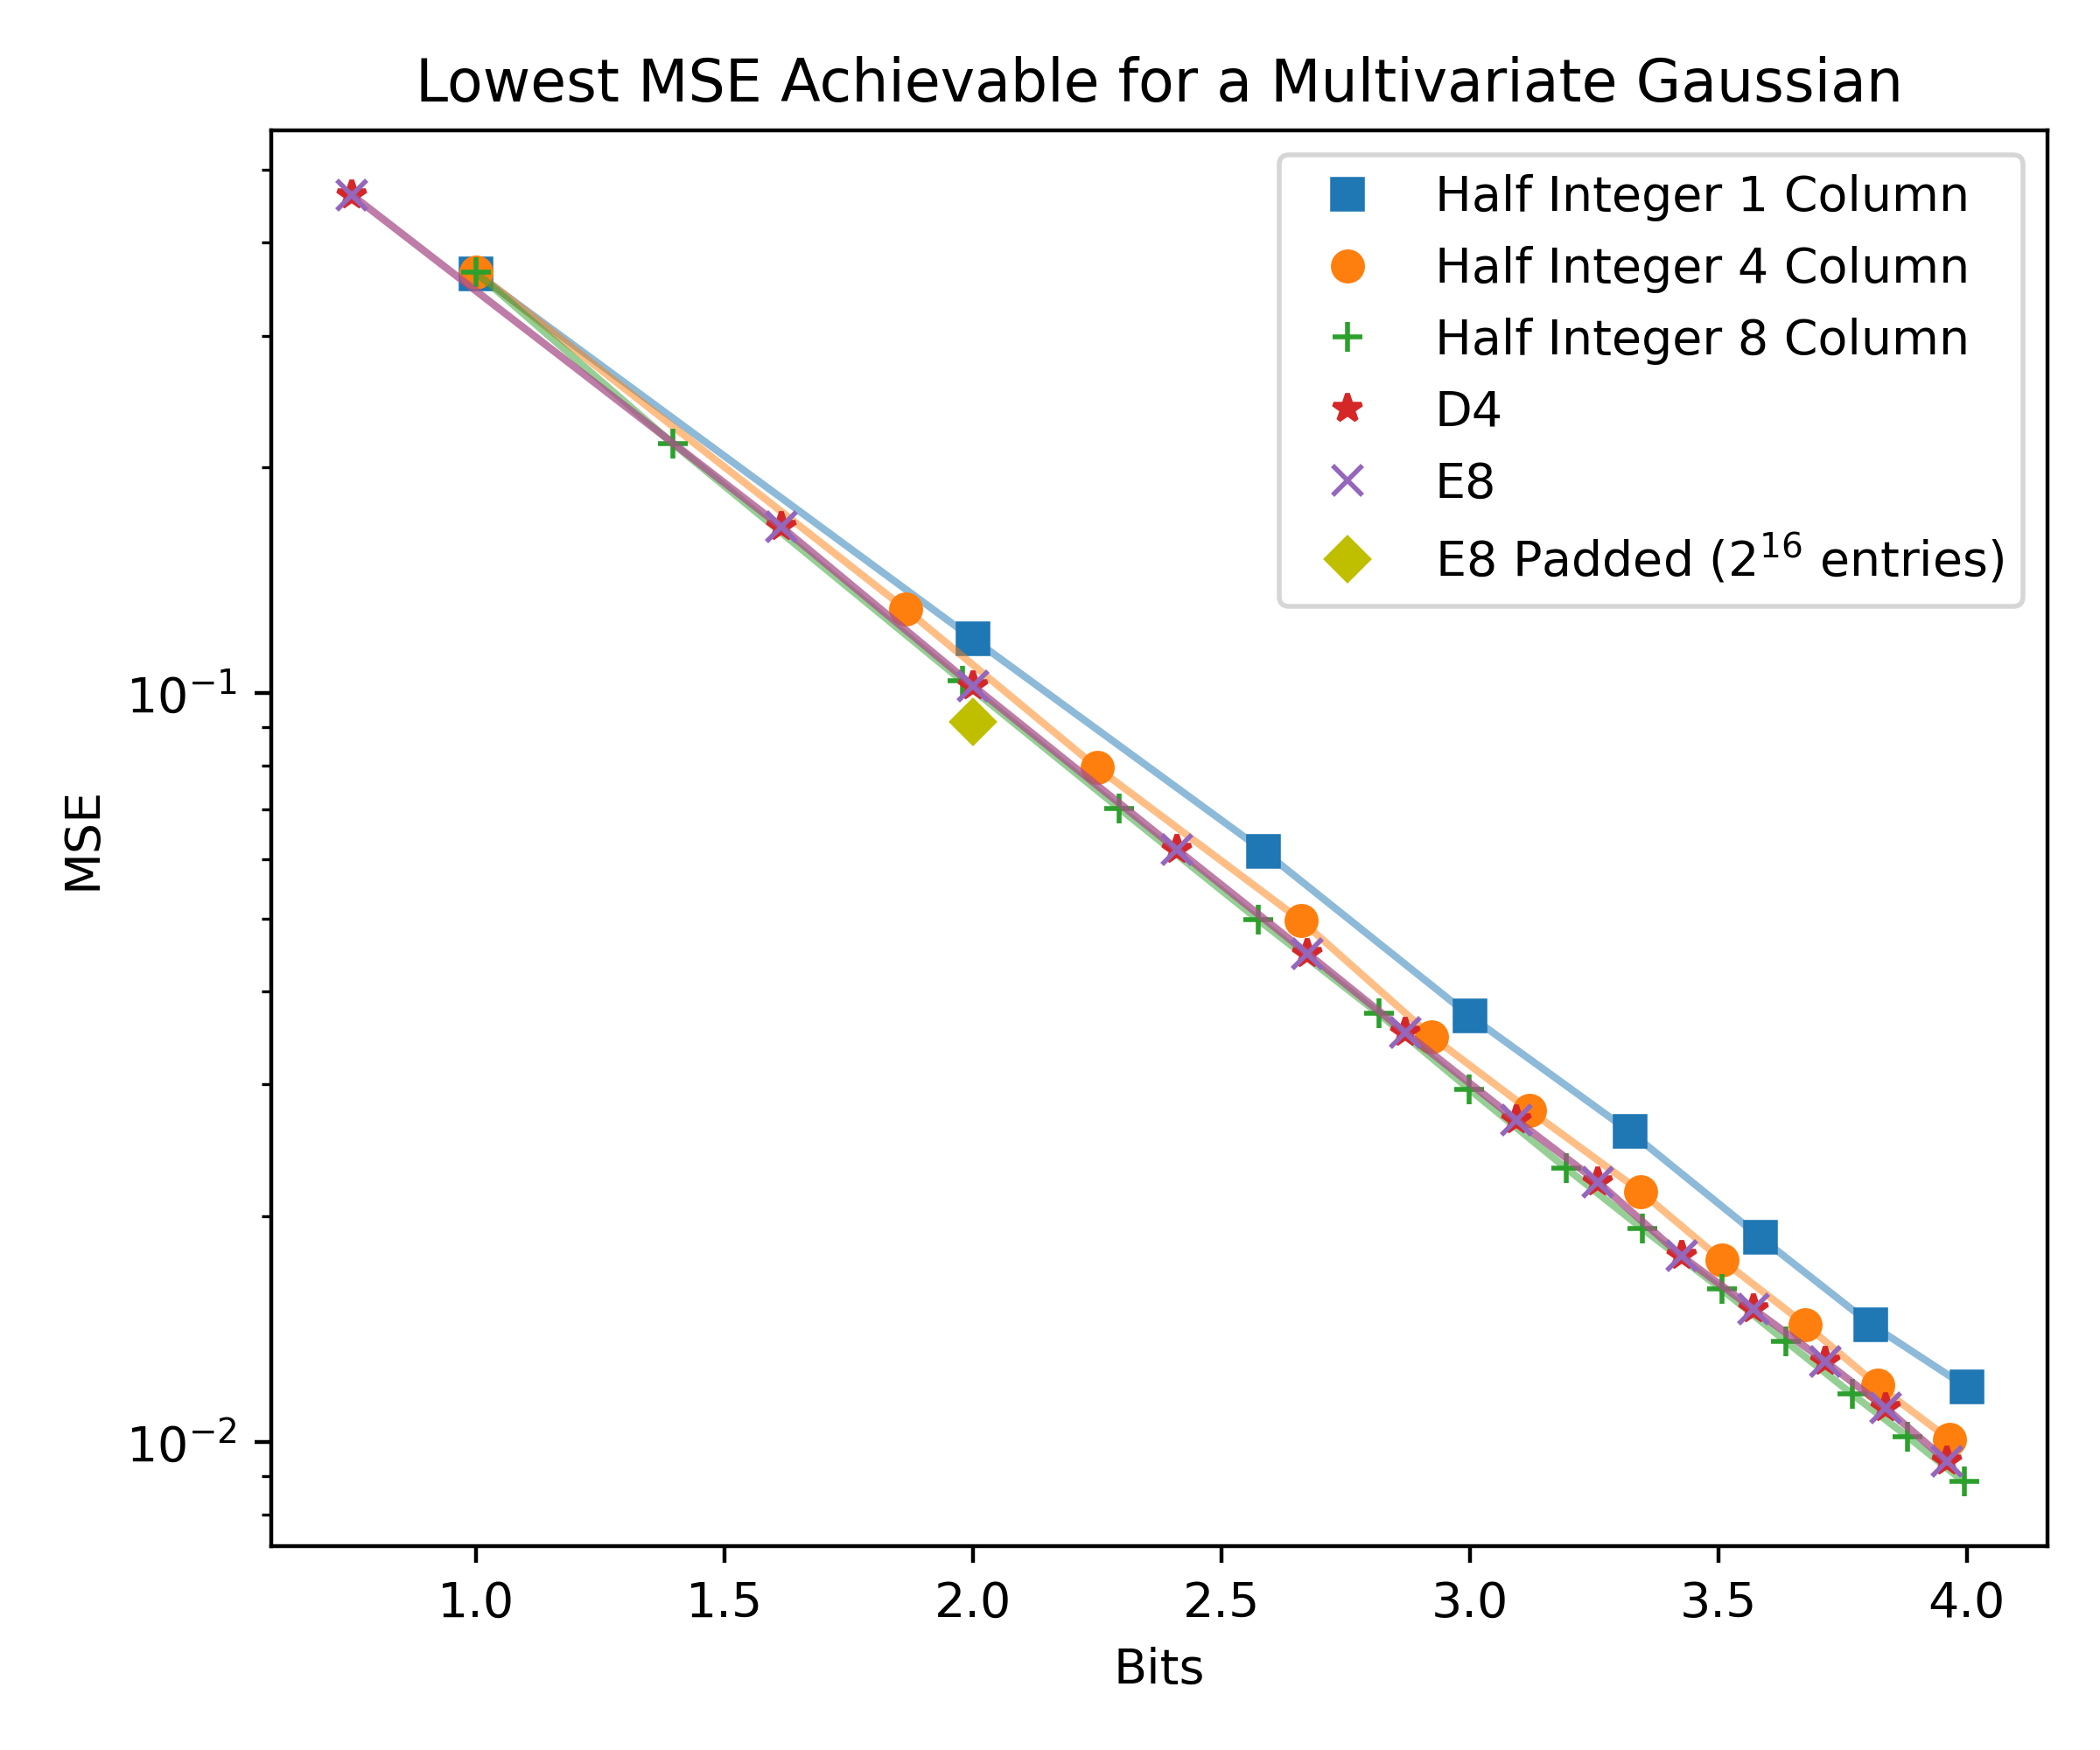 Lowest MSE Achievable for a Multivariate Gaussian
Half Integer 1 Column
Half Integer 4 Column
Half Integer 8 Column
D4
E8
E8 Padded (2^16 entries)
MSE
10^−1
10^−2
1.0 1.5 2.0 2.5 3.0 3.5 4.0
Bits